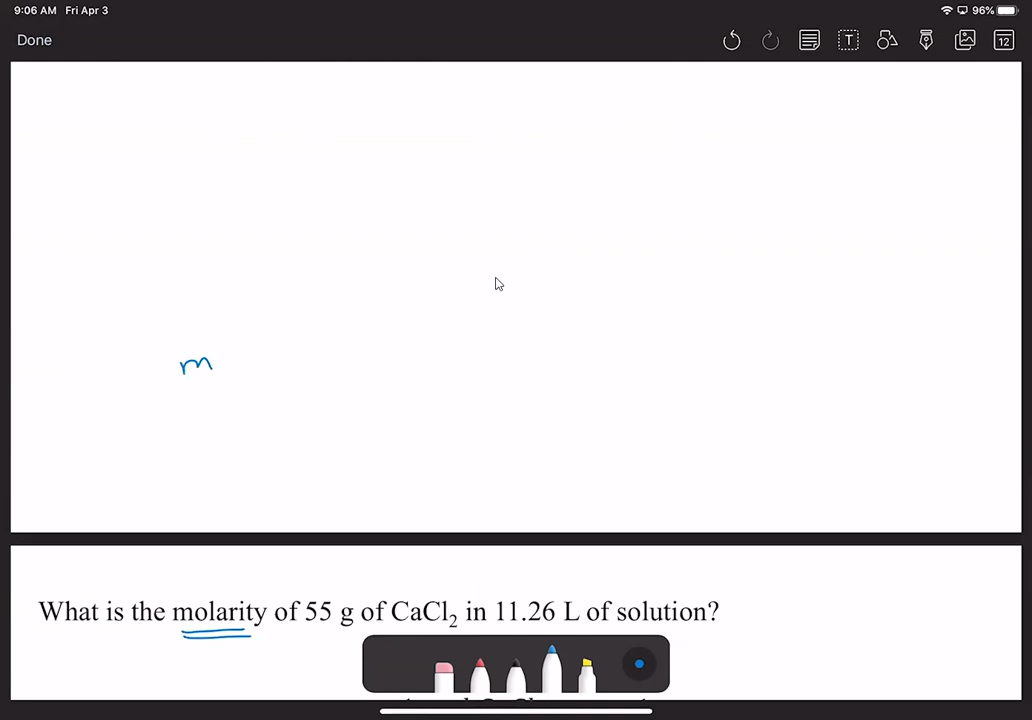 9:06 AM Fri Apr 3
96%
Done
T
12
m
What is the molarity of 55 g of CaCl₂ in 11.26 L of solution?